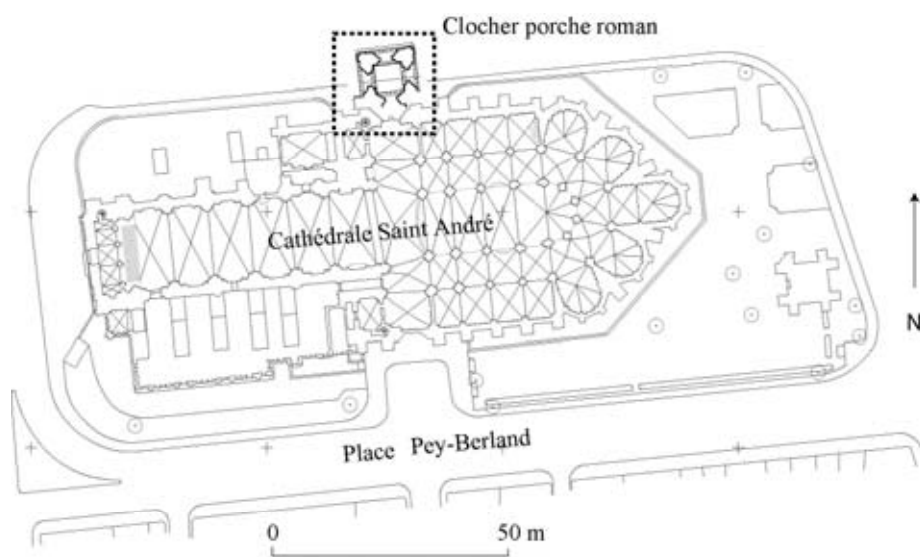 Clocher porche roman
Cathédrale Saint André
N
Place Pey-Berland
0 50 m